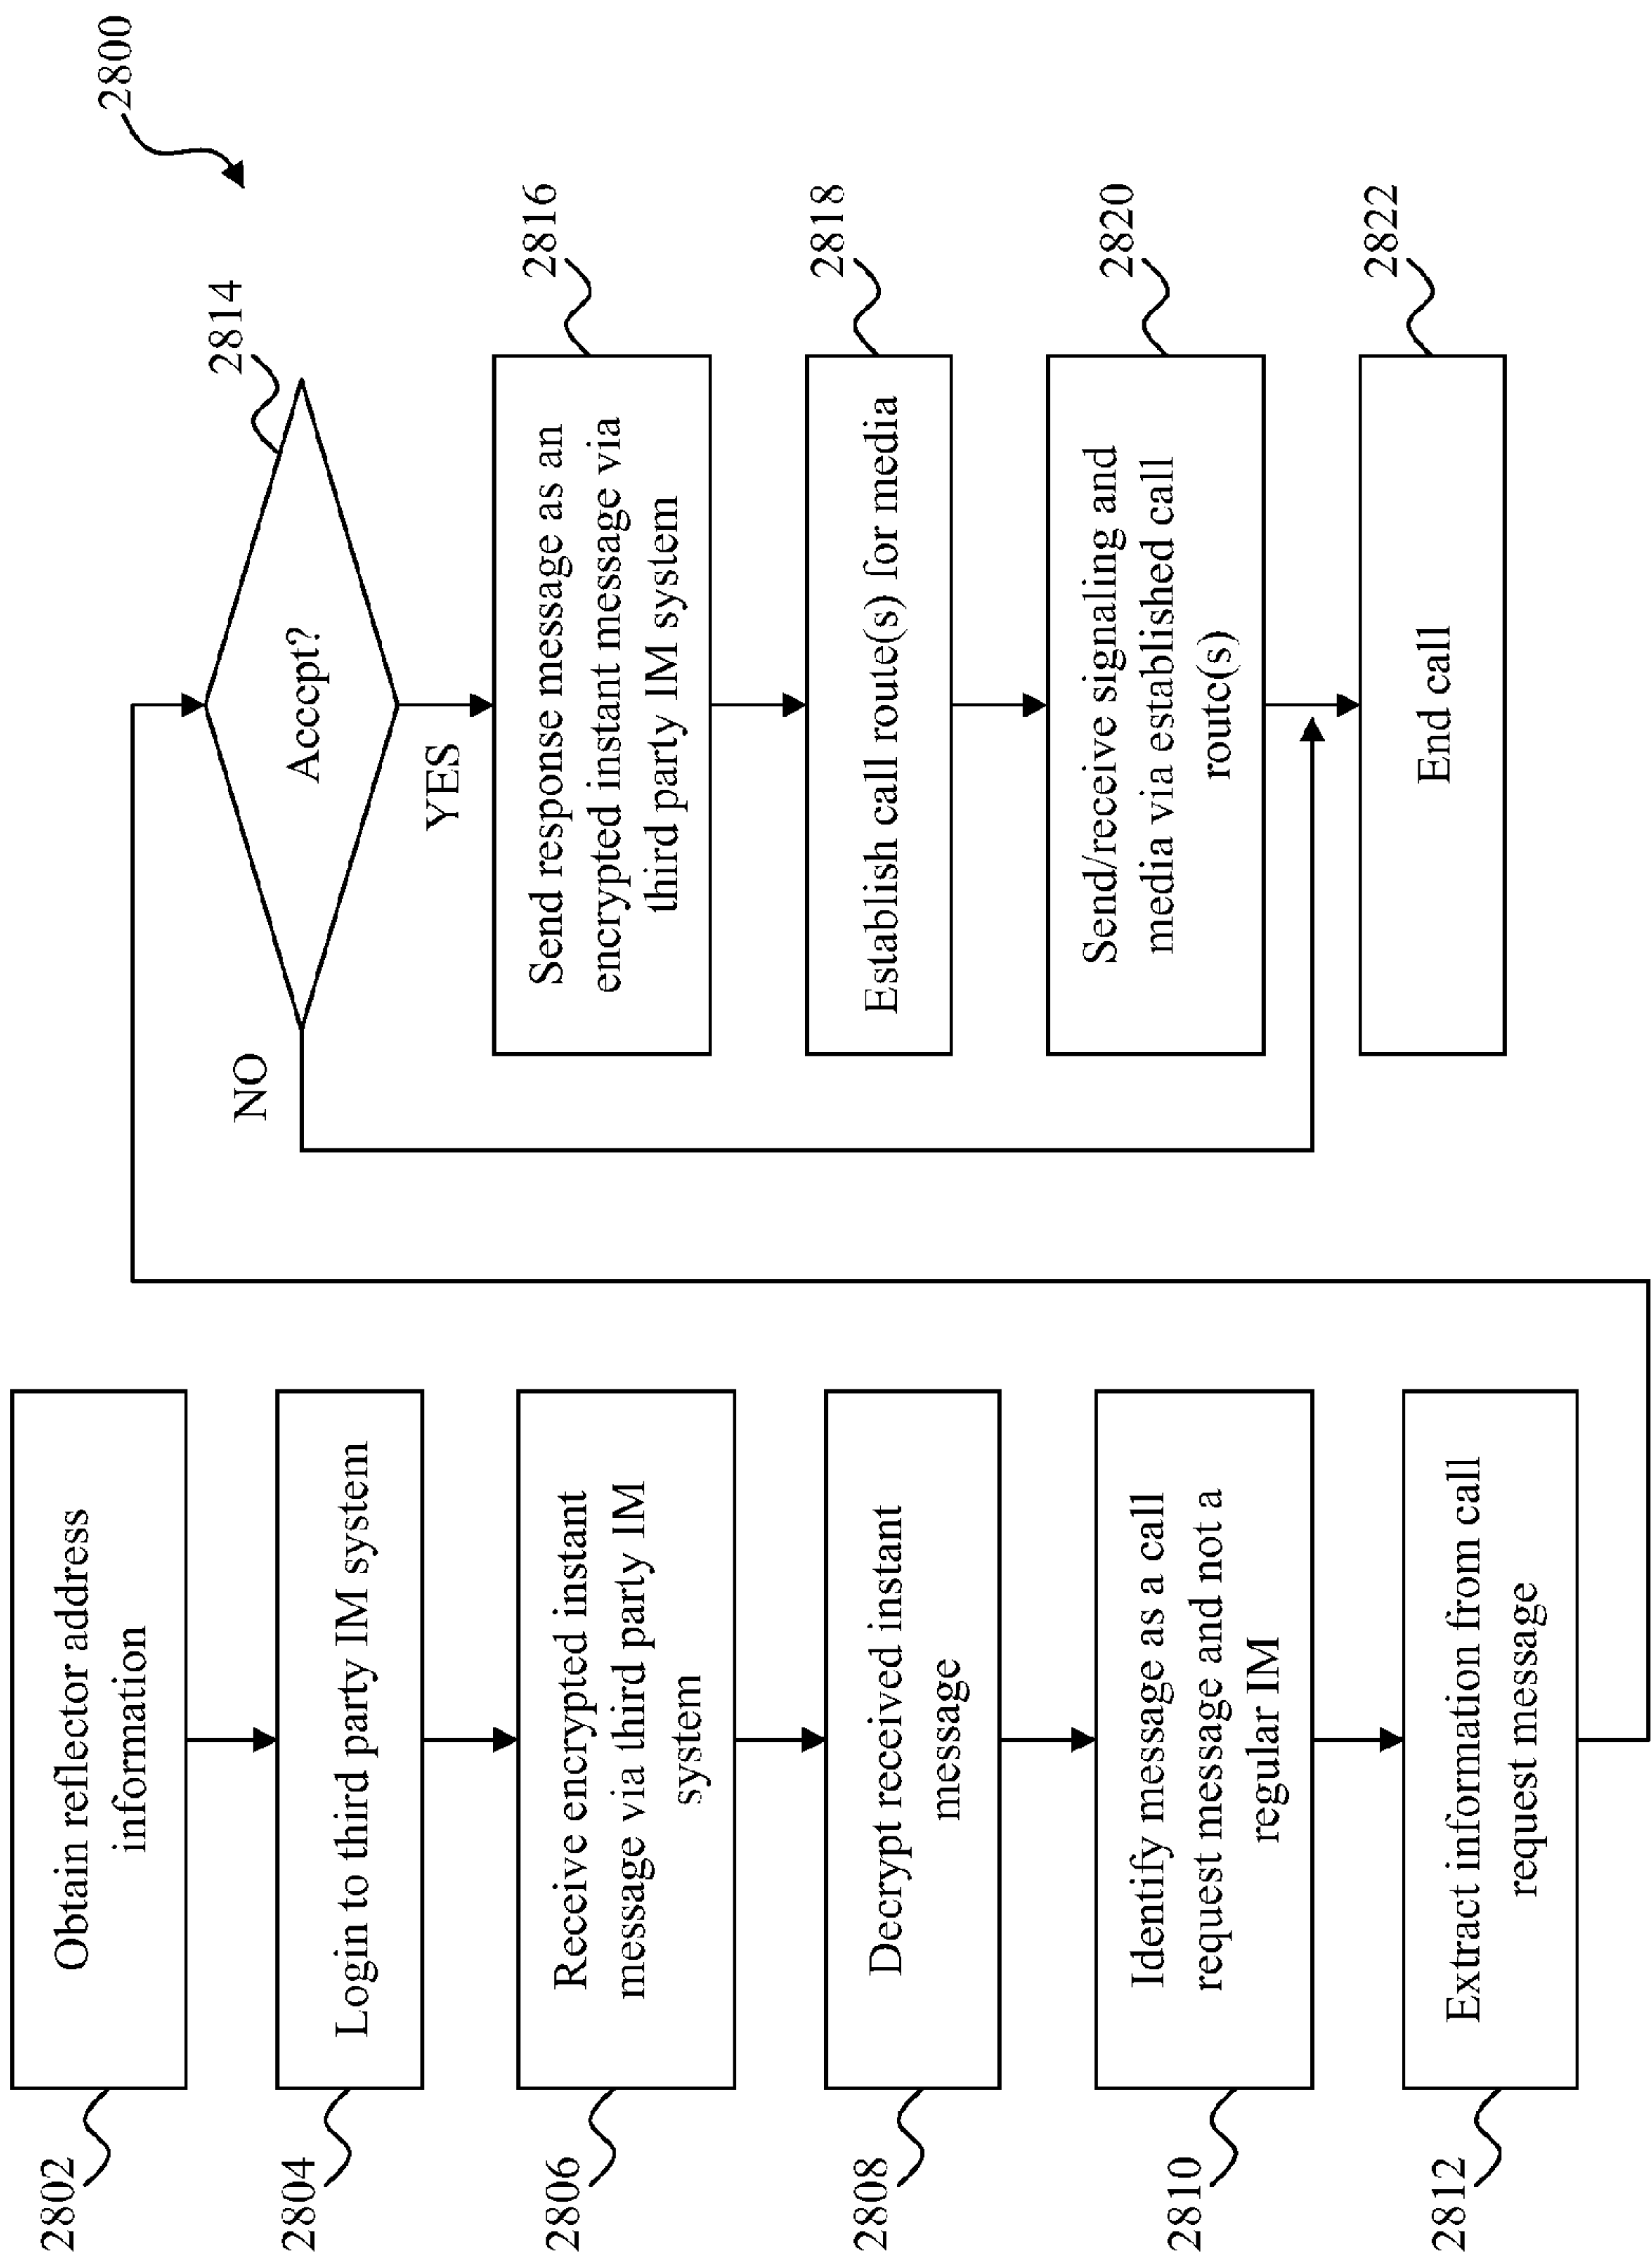 2800
2802
Obtain reflector address
information
2804
Login to third party IM system
2806
Receive encrypted instant
message via third party IM
system
2808
Decrypt received instant
message
2810
Identify message as a call
request message and not a
regular IM
2812
Extract information from call
request message
2814
Accept?
NO
YES
2816
Send response message as an
encrypted instant message via
third party IM system
2818
Establish call route(s) for media
2820
Send/receive signaling and
media via established call
route(s)
2822
End call